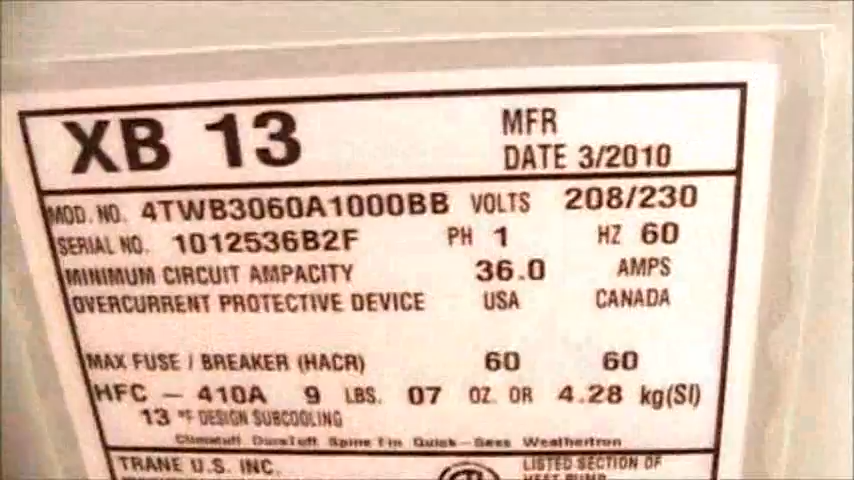 XB 13
MFR
DATE 3/2010
MOD. NO. 4TWB3060A1000BB VOLTS 208/230
SERIAL NO. 1012536B2F PH 1 HZ 60
MINIMUM CIRCUIT AMPACITY 36.0 AMPS
OVERCURRENT PROTECTIVE DEVICE USA CANADA
MAX FUSE / BREAKER (HACR) 60 60
HFC - 410A 9 LBS. 07 OZ. OR 4.28 kg(SI)
13 °F DESIGN SUBCOOLING
Climatuff DuraTuff Spine Fin Quick-Sess Weathertron
TRANE U.S. INC. LISTED SECTION OF
HEAT PUMP